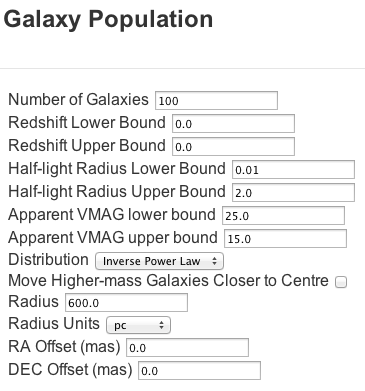 Galaxy Population
Number of Galaxies 100
Redshift Lower Bound 0.0
Redshift Upper Bound 0.0
Half-light Radius Lower Bound 0.01
Half-light Radius Upper Bound 2.0
Apparent VMAG lower bound 25.0
Apparent VMAG upper bound 15.0
Distribution Inverse Power Law
Move Higher-mass Galaxies Closer to Centre
Radius 600.0
Radius Units pc
RA Offset (mas) 0.0
DEC Offset (mas) 0.0